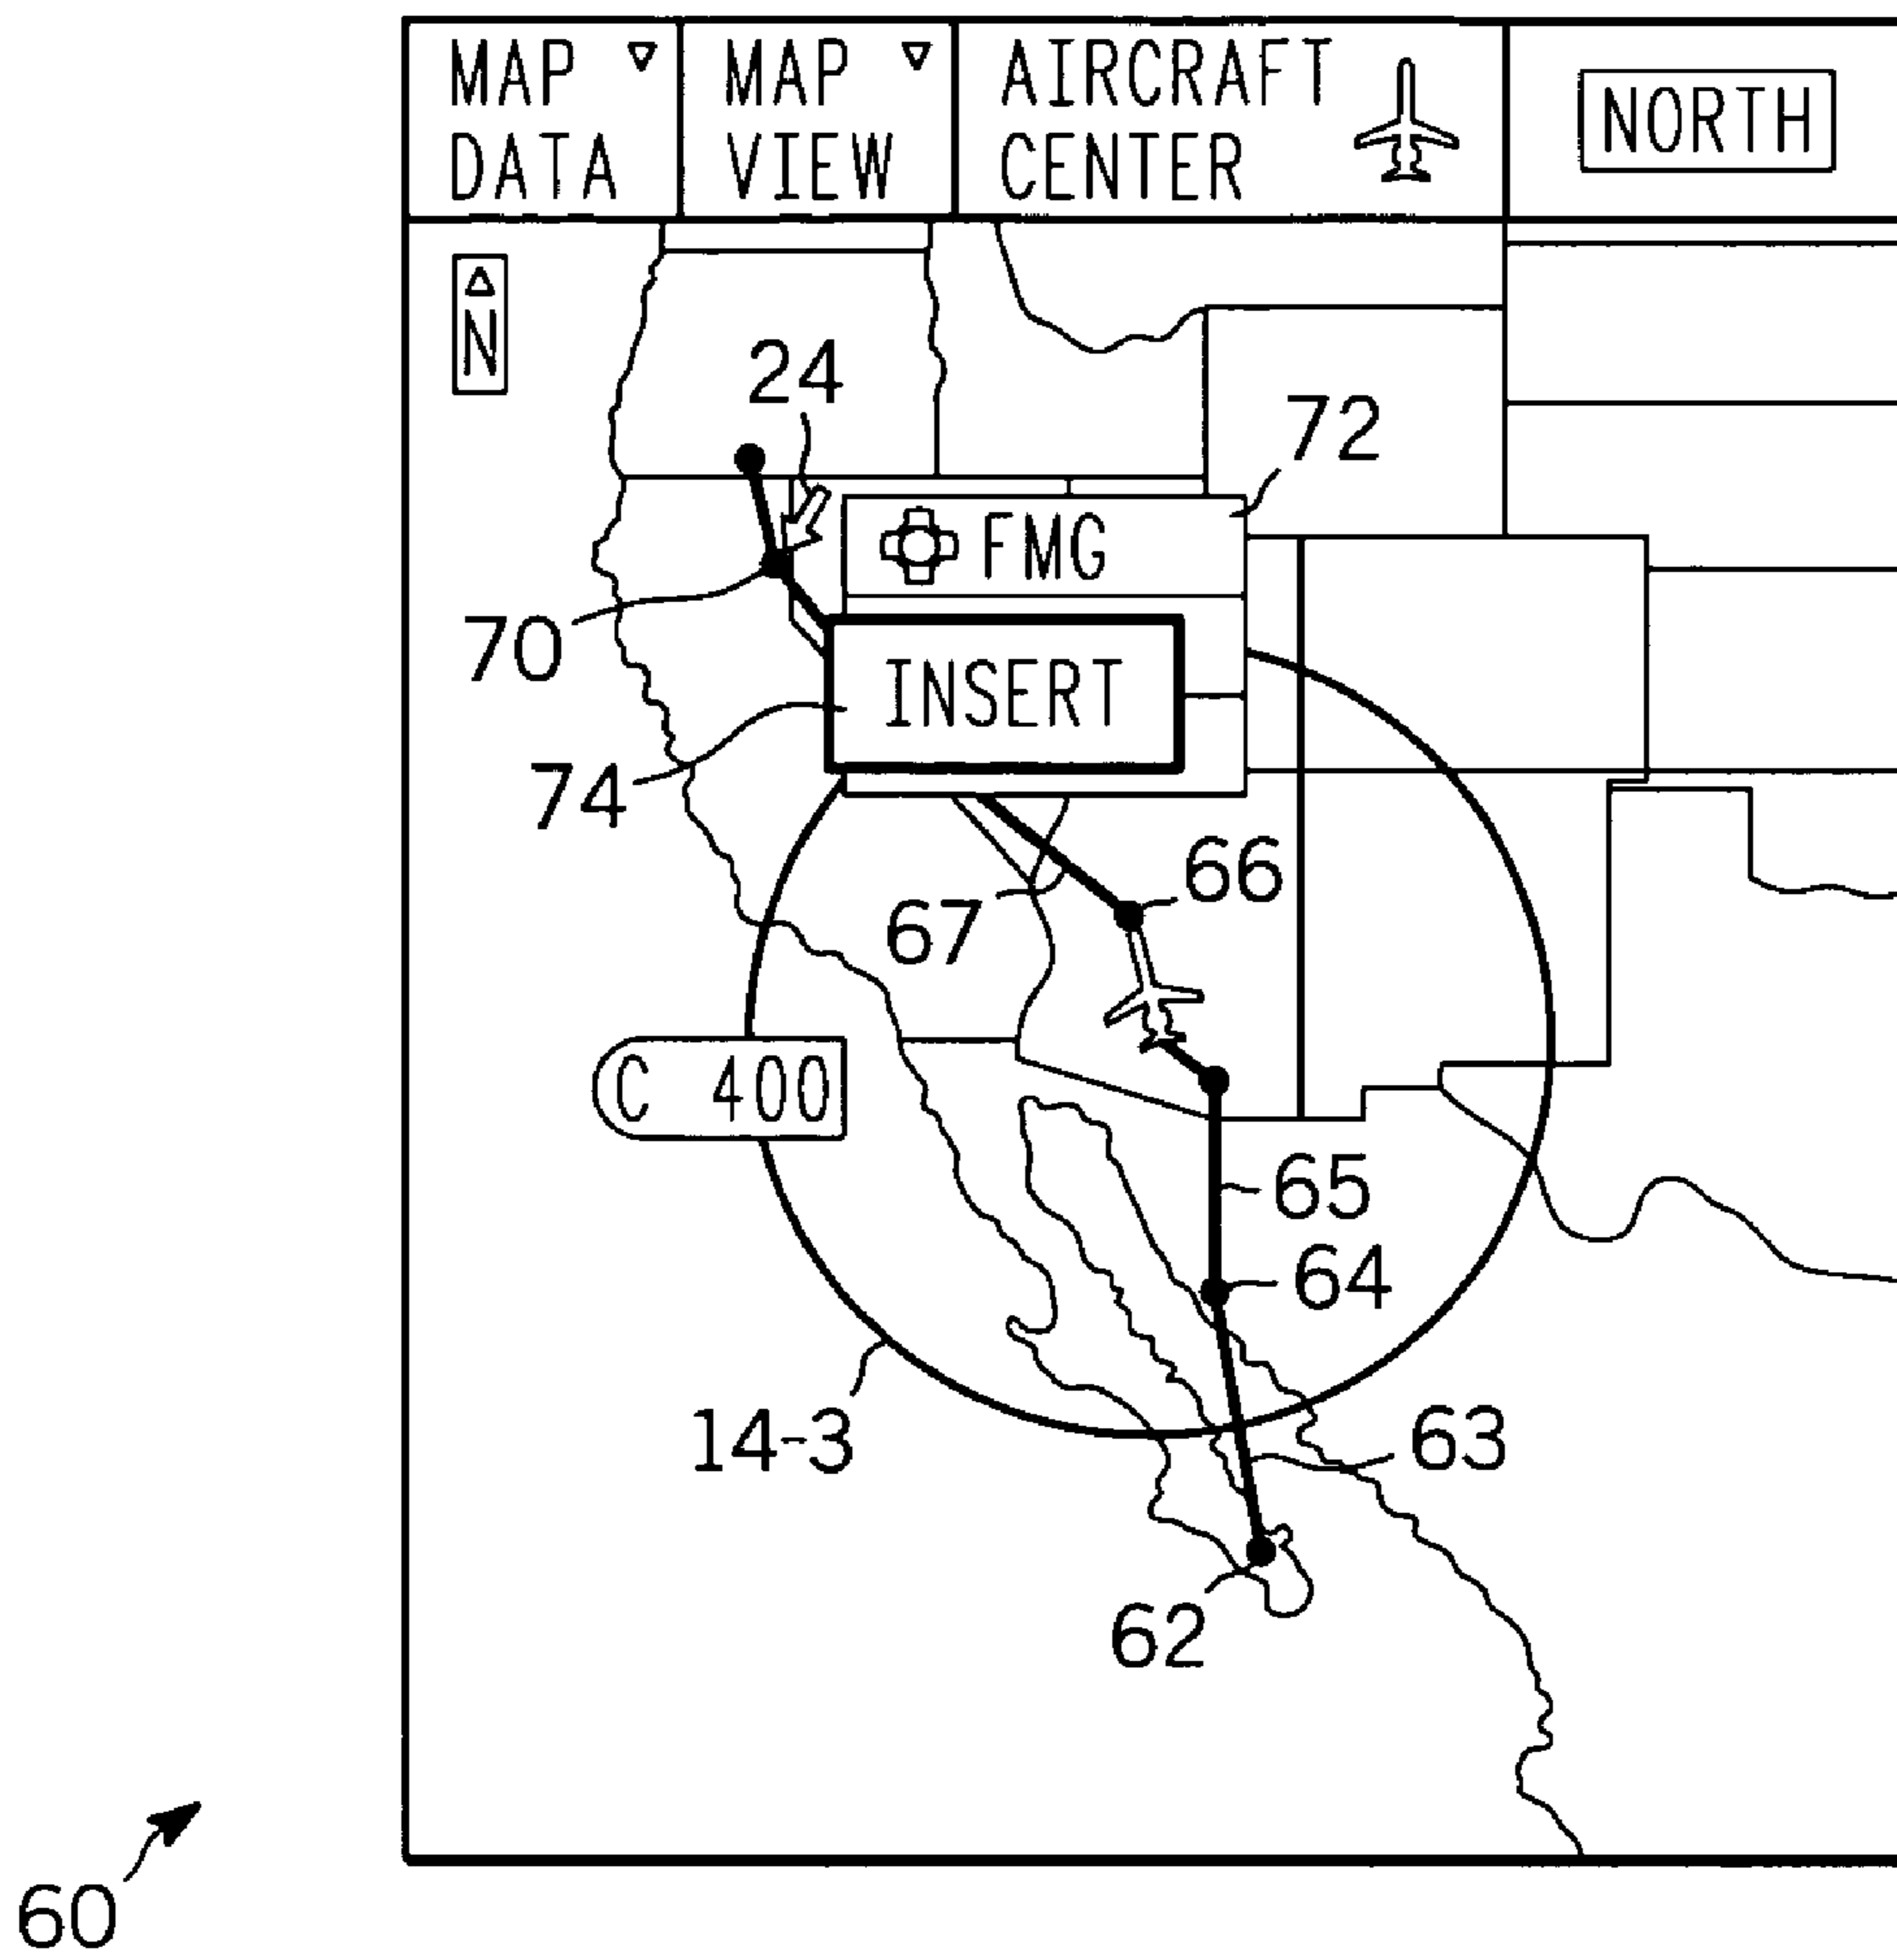 MAP
DATA
MAP
VIEW
AIRCRAFT
CENTER
NORTH
N
24
72
FMG
70
INSERT
74
66
67
C 400
65
64
14-3
63
62
60